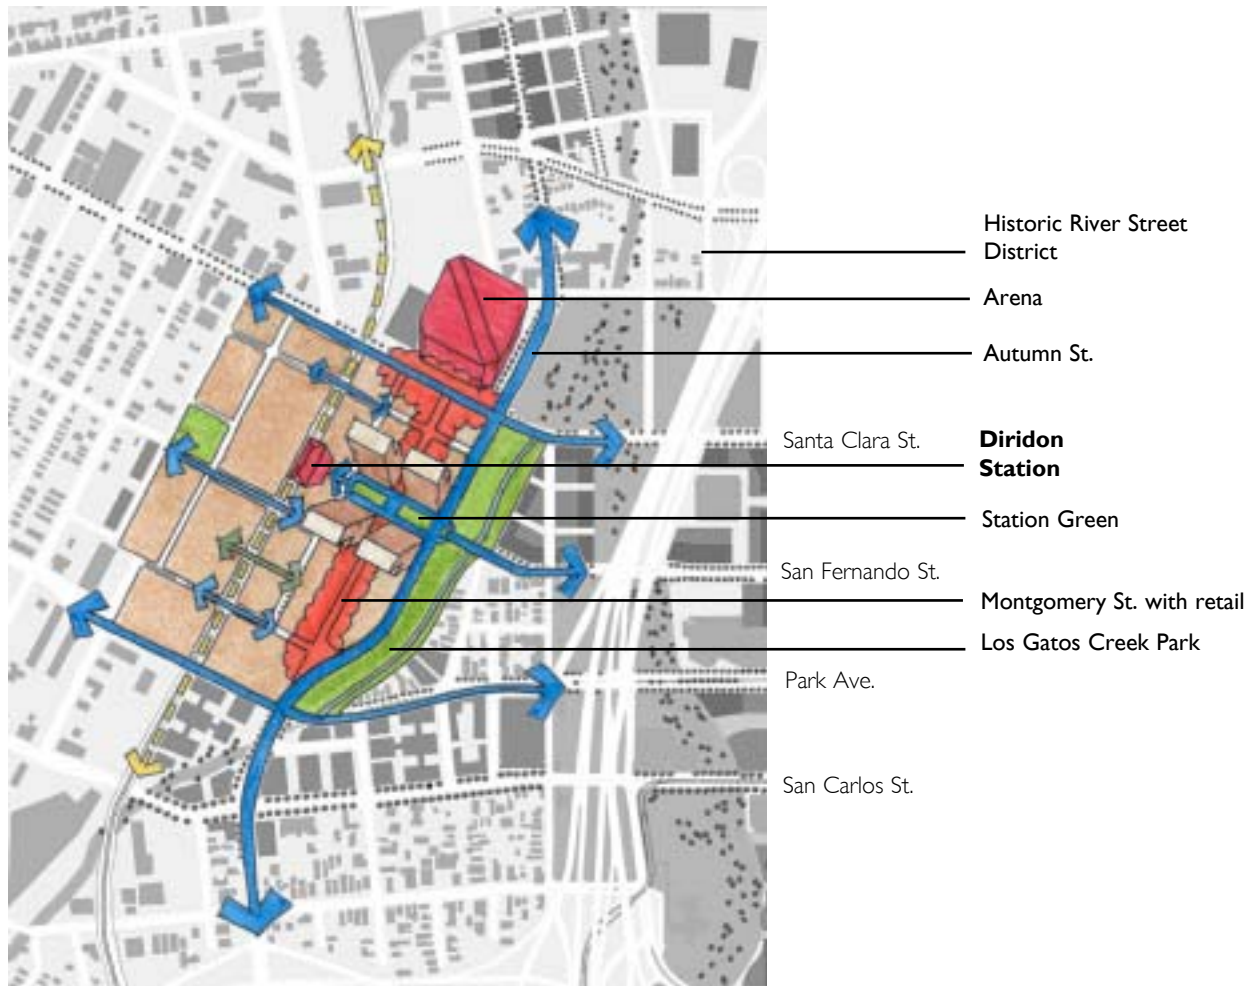 Historic River Street
District
Arena
Autumn St.
Santa Clara St.
Diridon
Station
Station Green
San Fernando St.
Montgomery St. with retail
Los Gatos Creek Park
Park Ave.
San Carlos St.